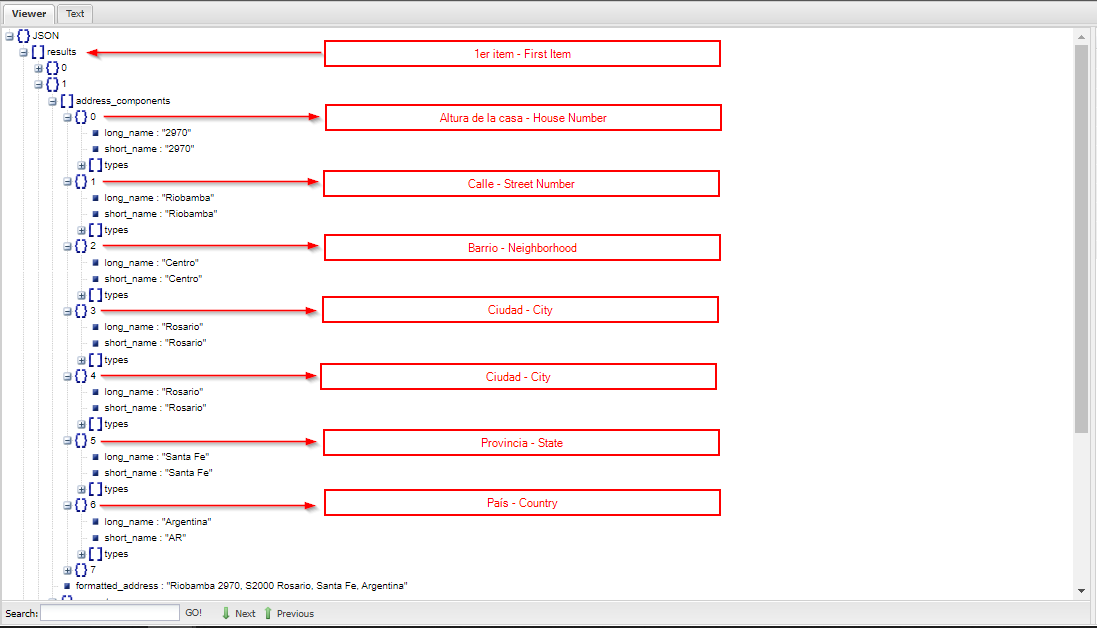 Viewer Text
JSON
results 1er item - First Item
0
1
address_components
0 Altura de la casa - House Number
long_name : "2970"
short_name : "2970"
types
1 Calle - Street Number
long_name : "Riobamba"
short_name : "Riobamba"
types
2 Barrio - Neighborhood
long_name : "Centro"
short_name : "Centro"
types
3 Ciudad - City
long_name : "Rosario"
short_name : "Rosario"
types
4 Ciudad - City
long_name : "Rosario"
short_name : "Rosario"
types
5 Provincia - State
long_name : "Santa Fe"
short_name : "Santa Fe"
types
6 País - Country
long_name : "Argentina"
short_name : "AR"
types
7
formatted_address : "Riobamba 2970, S2000 Rosario, Santa Fe, Argentina"
Search: GO! Next Previous